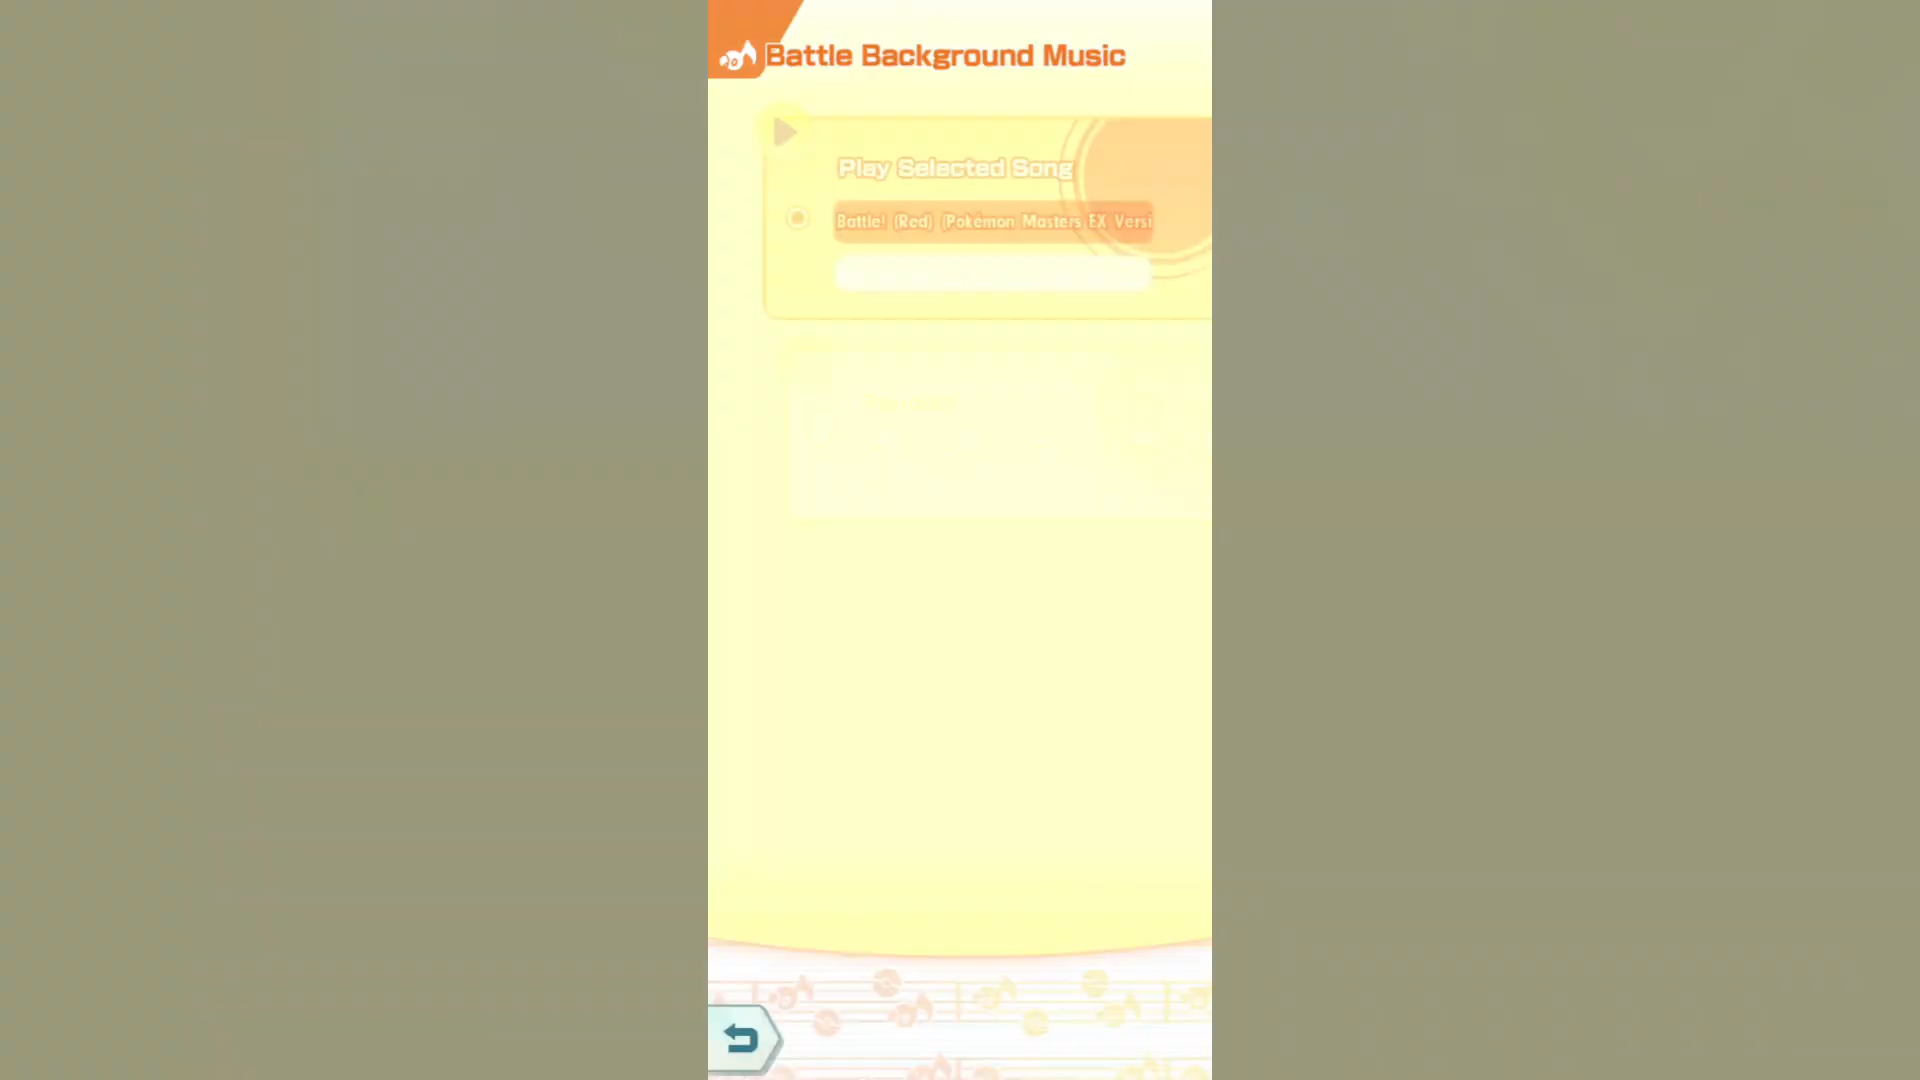 Battle Background Music
Play Selected Song
Battle! (Red) (Pokémon Masters EX Versi